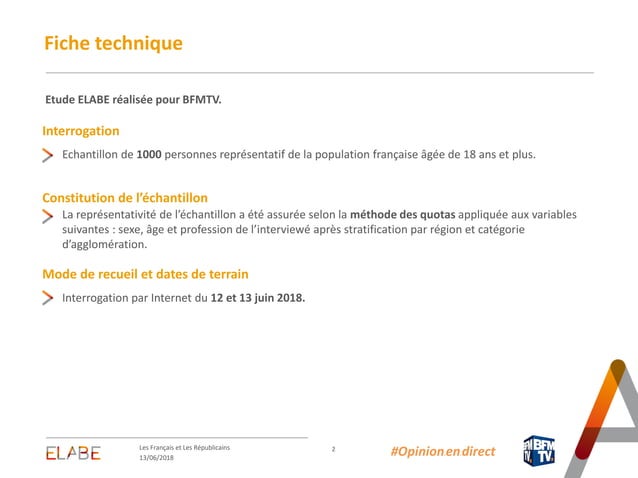 Fiche technique
Etude ELABE réalisée pour BFMTV.
Interrogation
Echantillon de 1000 personnes représentatif de la population française âgée de 18 ans et plus.
Constitution de l’échantillon
La représentativité de l’échantillon a été assurée selon la méthode des quotas appliquée aux variables
suivantes : sexe, âge et profession de l’interviewé après stratification par région et catégorie
d’agglomération.
Mode de recueil et dates de terrain
Interrogation par Internet du 12 et 13 juin 2018.
ELABE
Les Français et Les Républicains
13/06/2018
2
#Opinion en direct
BFM
TV.